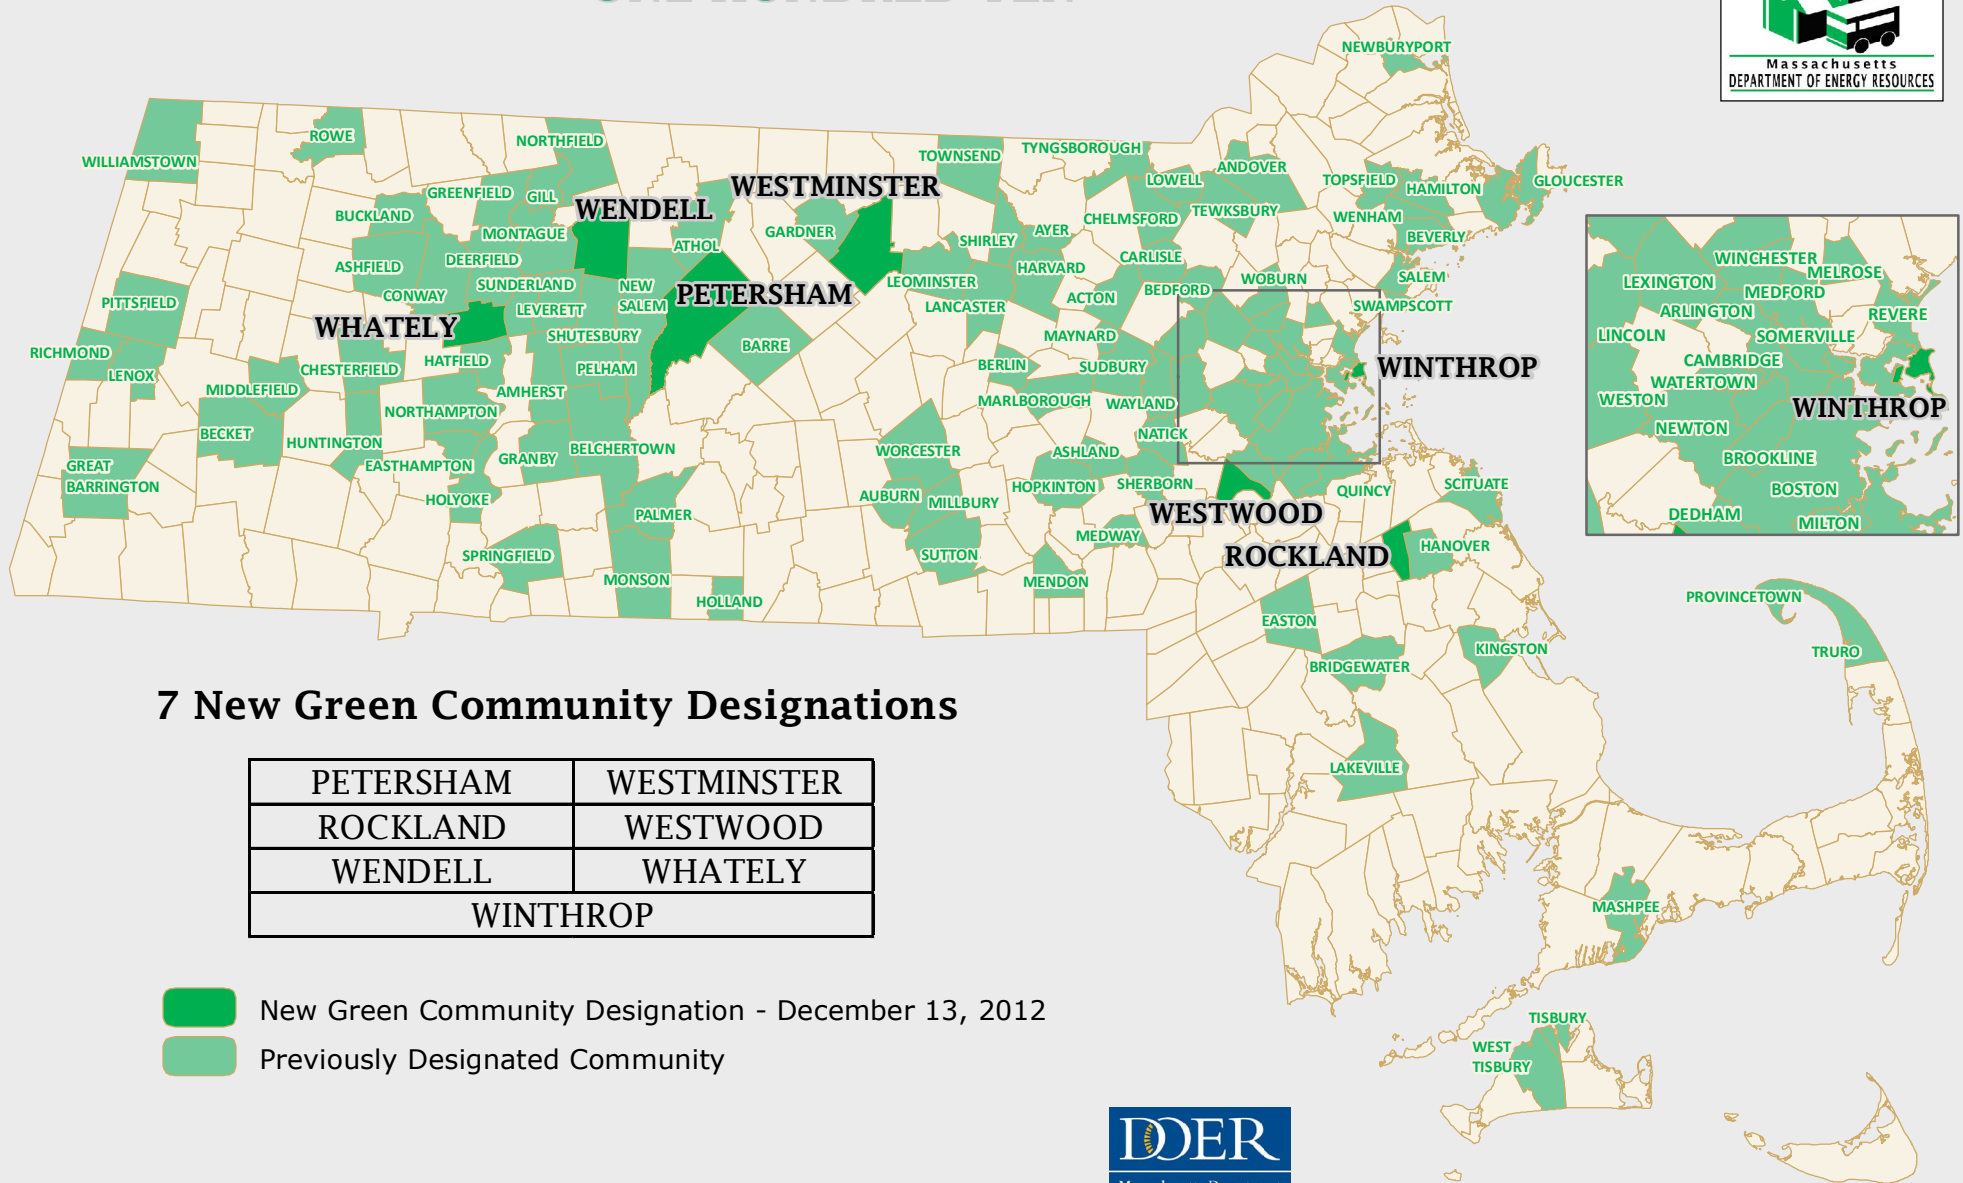 Massachusetts
DEPARTMENT OF ENERGY RESOURCES
NEWBURYPORT
WILLIAMSTOWN
ROWE
NORTHFIELD
TOWNSEND
TYNGSBOROUGH
LOWELL
ANDOVER
TOPSFIELD
HAMILTON
GLOUCESTER
GREENFIELD
GILL
WENDELL
WESTMINSTER
BUCKLAND
MONTAGUE
ATHOL
GARDNER
SHIRLEY
AYER
CHELMSFORD
TEWKSBURY
WENHAM
BEVERLY
ASHFIELD
DEERFIELD
CONWAY
SUNDERLAND
NEW
SALEM
PETERSHAM
LEOMINSTER
HARVARD
CARLISLE
LANCASTER
ACTON
BEDFORD
WOBURN
SALEM
SWAMPSCOTT
PITTSFIELD
WHATELY
LEVERETT
SHUTESBURY
BARRE
MAYNARD
RICHMOND
LENOX
MIDDLEFIELD
CHESTERFIELD
HATFIELD
PELHAM
BERLIN
SUDBURY
WINTHROP
NORTHAMPTON
AMHERST
MARLBOROUGH
WAYLAND
BECKET
HUNTINGTON
EASTHAMPTON
GRANBY
BELCHERTOWN
WORCESTER
ASHLAND
NATICK
GREAT
BARRINGTON
HOLYOKE
PALMER
AUBURN
MILLBURY
HOPKINTON
SHERBORN
QUINCY
SCITUATE
WESTWOOD
SPRINGFIELD
SUTTON
MEDWAY
ROCKLAND
HANOVER
MONSON
HOLLAND
MENDON
EASTON
BRIDGEWATER
KINGSTON
LAKEVILLE
PROVINCETOWN
TRURO
MASHPEE
TISBURY
WEST
TISBURY
WINCHESTER
LEXINGTON
MELROSE
MEDFORD
ARLINGTON
REVERE
LINCOLN
SOMERVILLE
CAMBRIDGE
WATERTOWN
WESTON
WINTHROP
NEWTON
BROOKLINE
BOSTON
DEDHAM
MILTON
7 New Green Community Designations
PETERSHAM WESTMINSTER
ROCKLAND WESTWOOD
WENDELL WHATELY
WINTHROP
New Green Community Designation - December 13, 2012
Previously Designated Community
DOER